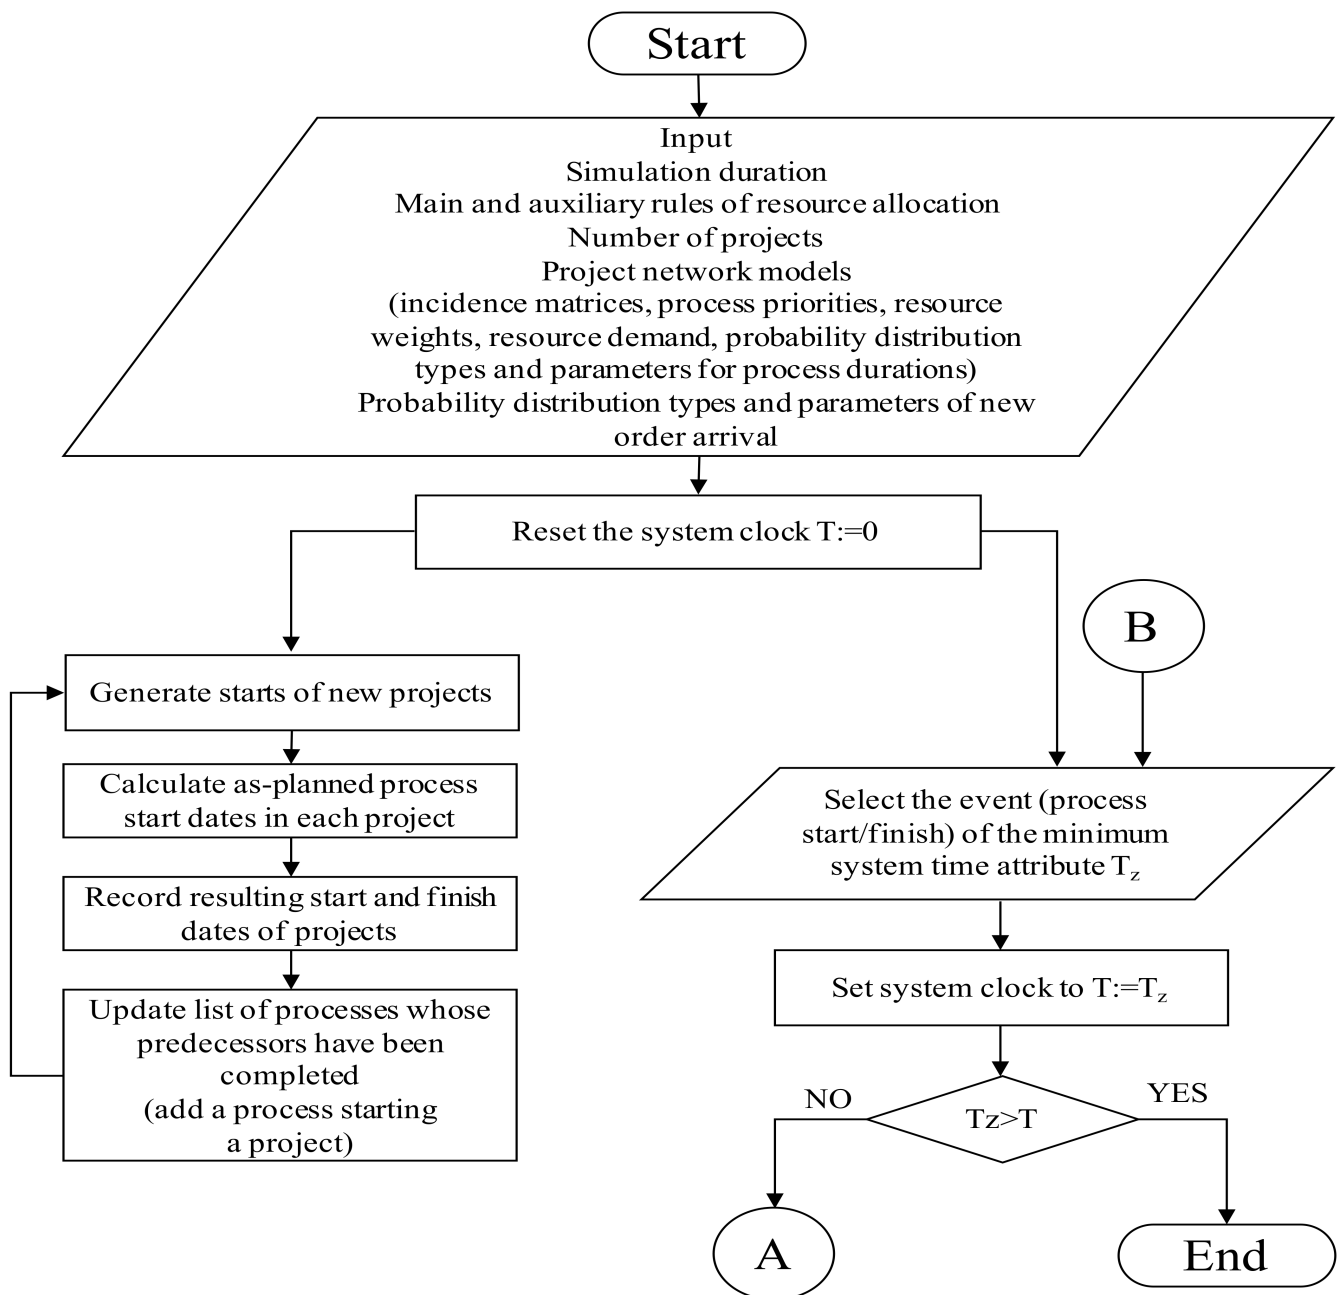 Start
Input
Simulation duration
Main and auxiliary rules of resource allocation
Number of projects
Project network models
(incidence matrices, process priorities, resource
weights, resource demand, probability distribution
types and parameters for process durations)
Probability distribution types and parameters of new
order arrival
Reset the system clock T:=0
B
Generate starts of new projects
Calculate as-planned process
start dates in each project
Record resulting start and finish
dates of projects
Update list of processes whose
predecessors have been
completed
(add a process starting
a project)
Select the event (process
start/finish) of the minimum
system time attribute Tz
Set system clock to T:=Tz
NO
Tz>T
YES
A
End